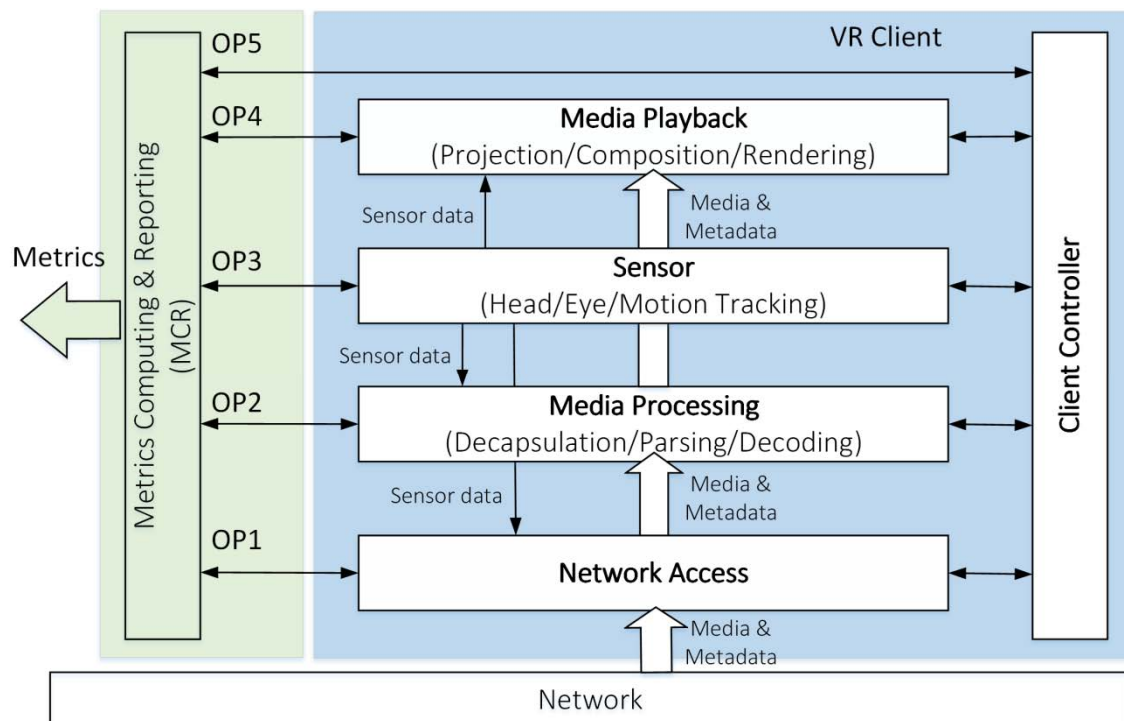 OP5
VR Client
OP4
Media Playback
(Projection/Composition/Rendering)
Sensor data
Media &
Metadata
Metrics
OP3
Sensor
(Head/Eye/Motion Tracking)
Metrics Computing & Reporting
(MCR)
Client Controller
Sensor data
OP2
Media Processing
(Decapsulation/Parsing/Decoding)
Sensor data
Media &
Metadata
OP1
Network Access
Media &
Metadata
Network